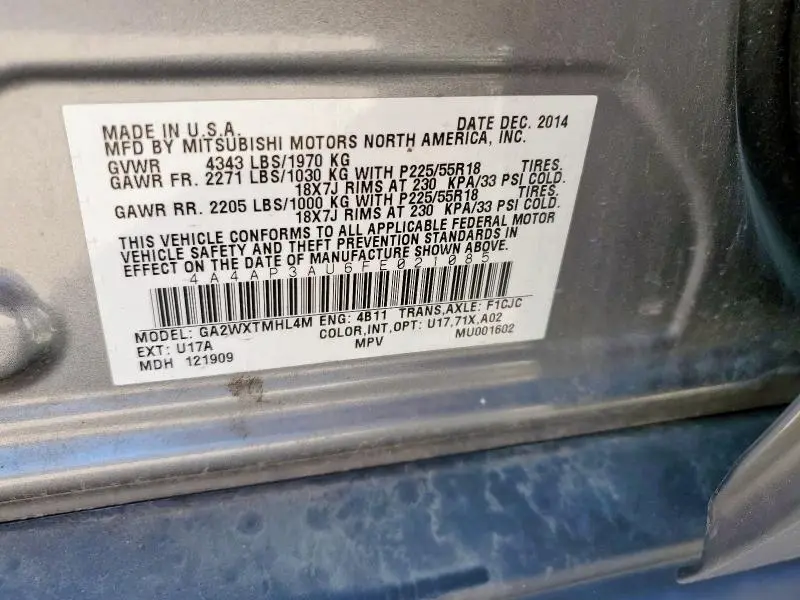 MADE IN U.S.A. DATE DEC. 2014
MFD BY MITSUBISHI MOTORS NORTH AMERICA, INC.
GVWR 4343 LBS/1970 KG
GAWR FR. 2271 LBS/1030 KG WITH P225/55R18 TIRES.
18X7J RIMS AT 230 KPA/33 PSI COLD.
GAWR RR. 2205 LBS/1000 KG WITH P225/55R18 TIRES.
18X7J RIMS AT 230 KPA/33 PSI COLD.
THIS VEHICLE CONFORMS TO ALL APPLICABLE FEDERAL MOTOR
VEHICLE SAFETY AND THEFT PREVENTION STANDARDS IN
EFFECT ON THE DATE OF MANUFACTURE SHOWN ABOVE.
4A4AP3AU6FE021085
MODEL: GA2WXTMHL4M ENG: 4B11 TRANS,AXLE: F1CJC
EXT: U17A COLOR,INT,OPT: U17,71X,A02
MDH 121909 MPV MU001602